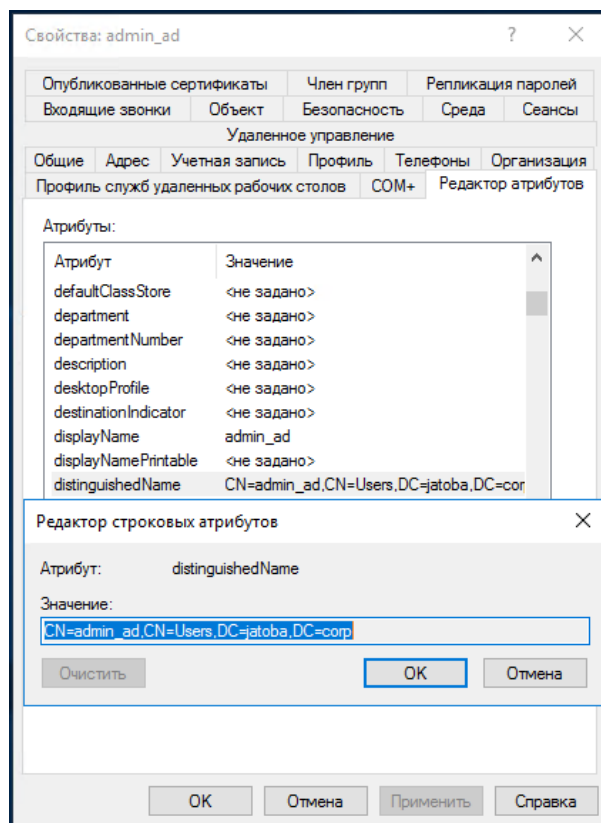 Свойства: admin_ad ? ×
Опубликованные сертификаты Член групп Репликация паролей
Входящие звонки Объект Безопасность Среда Сеансы
Удаленное управление
Общие Адрес Учетная запись Профиль Телефоны Организация
Профиль служб удаленных рабочих столов COM+ Редактор атрибутов
Атрибуты:
Атрибут Значение
defaultClassStore <не задано>
department <не задано>
departmentNumber <не задано>
description <не задано>
desktopProfile <не задано>
destinationIndicator <не задано>
displayName admin_ad
displayNamePrintable <не задано>
distinguishedName CN=admin_ad,CN=Users,DC=jatoba,DC=corp
Редактор строковых атрибутов ×
Атрибут: distinguishedName
Значение:
CN=admin_ad,CN=Users,DC=jatoba,DC=corp
Очистить OK Отмена
OK Отмена Применить Справка